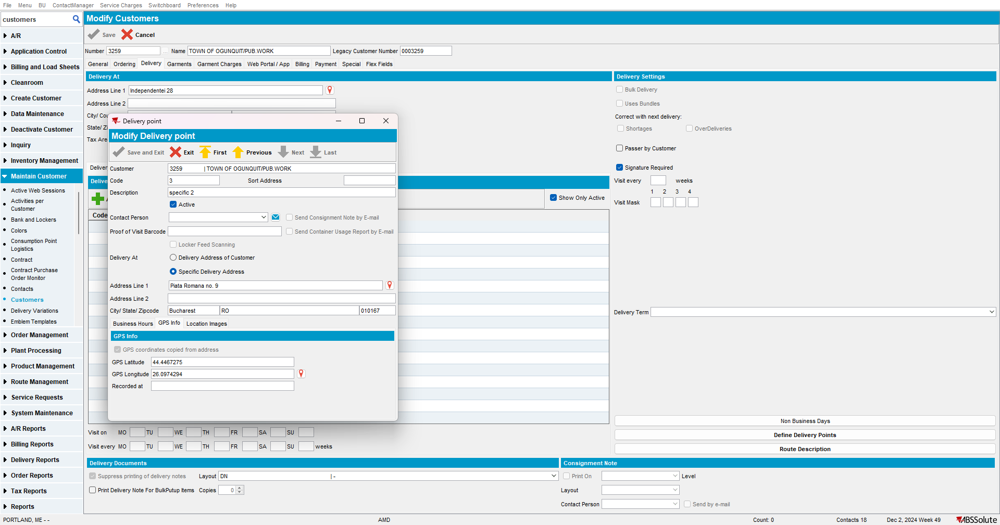 File Menu BU ContactManager Service Charges Switchboard Preferences Help
customers
Modify Customers
Save Cancel
Number 3259 ... Name TOWN OF OGUNQUIT/PUB.WORK Legacy Customer Number 0003259
General Ordering Delivery Garments Garment Charges Web Portal / App Billing Payment Special Flex Fields
A/R
Application Control
Billing and Load Sheets
Cleanroom
Create Customer
Data Maintenance
Deactivate Customer
Inquiry
Inventory Management
Maintain Customer
Active Web Sessions
Activities per
Customer
Bank and Lockers
Colors
Consumption Point
Logistics
Contract
Contract Purchase
Order Monitor
Contacts
Customers
Delivery Variations
Emblem Templates
Order Management
Plant Processing
Product Management
Route Management
Service Requests
System Maintenance
A/R Reports
Billing Reports
Delivery Reports
Order Reports
Tax Reports
Reports
Delivery At
Address Line 1 Independentei 28
Address Line 2
City/ Cou
State/ Zi
Tax Are
Deliver
Delive
Show Only Active
Code
Delivery point
Modify Delivery point
Save and Exit Exit First Previous Next Last
Customer 3259 | TOWN OF OGUNQUIT/PUB.WORK
Code 3 Sort Address
Description specific 2
Active
Contact Person Send Consignment Note by E-mail
Proof of Visit Barcode Send Container Usage Report by E-mail
Locker Feed Scanning
Delivery At Delivery Address of Customer
Specific Delivery Address
Address Line 1 Piata Romana no. 9
Address Line 2
City/ State/ Zipcode Bucharest RO 010167
Business Hours GPS Info Location Images
GPS Info
GPS coordinates copied from address
GPS Latitude 44.4467275
GPS Longitude 26.0974294
Recorded at
Visit on MO TU WE TH FR SA SU
Visit every MO TU WE TH FR SA SU weeks
Delivery Settings
Bulk Delivery
Uses Bundles
Correct with next delivery:
Shortages OverDeliveries
Passer by Customer
Signature Required
Visit every weeks
1 2 3 4
Visit Mask
Delivery Term
Non Business Days
Define Delivery Points
Route Description
Delivery Documents
Suppress printing of delivery notes Layout DN | -
Print Delivery Note For BulkPutup Items Copies 0
Consignment Note
Print On Level
Layout
Contact Person Send by e-mail
PORTLAND, ME - - AMD Count: 0 Contacts 18 Dec 2, 2024 Week 49 ABSSolute